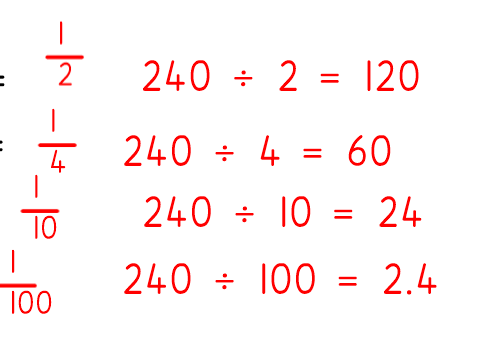 = 1/2 240 ÷ 2 = 120
= 1/4 240 ÷ 4 = 60
1/10 240 ÷ 10 = 24
1/100 240 ÷ 100 = 2.4